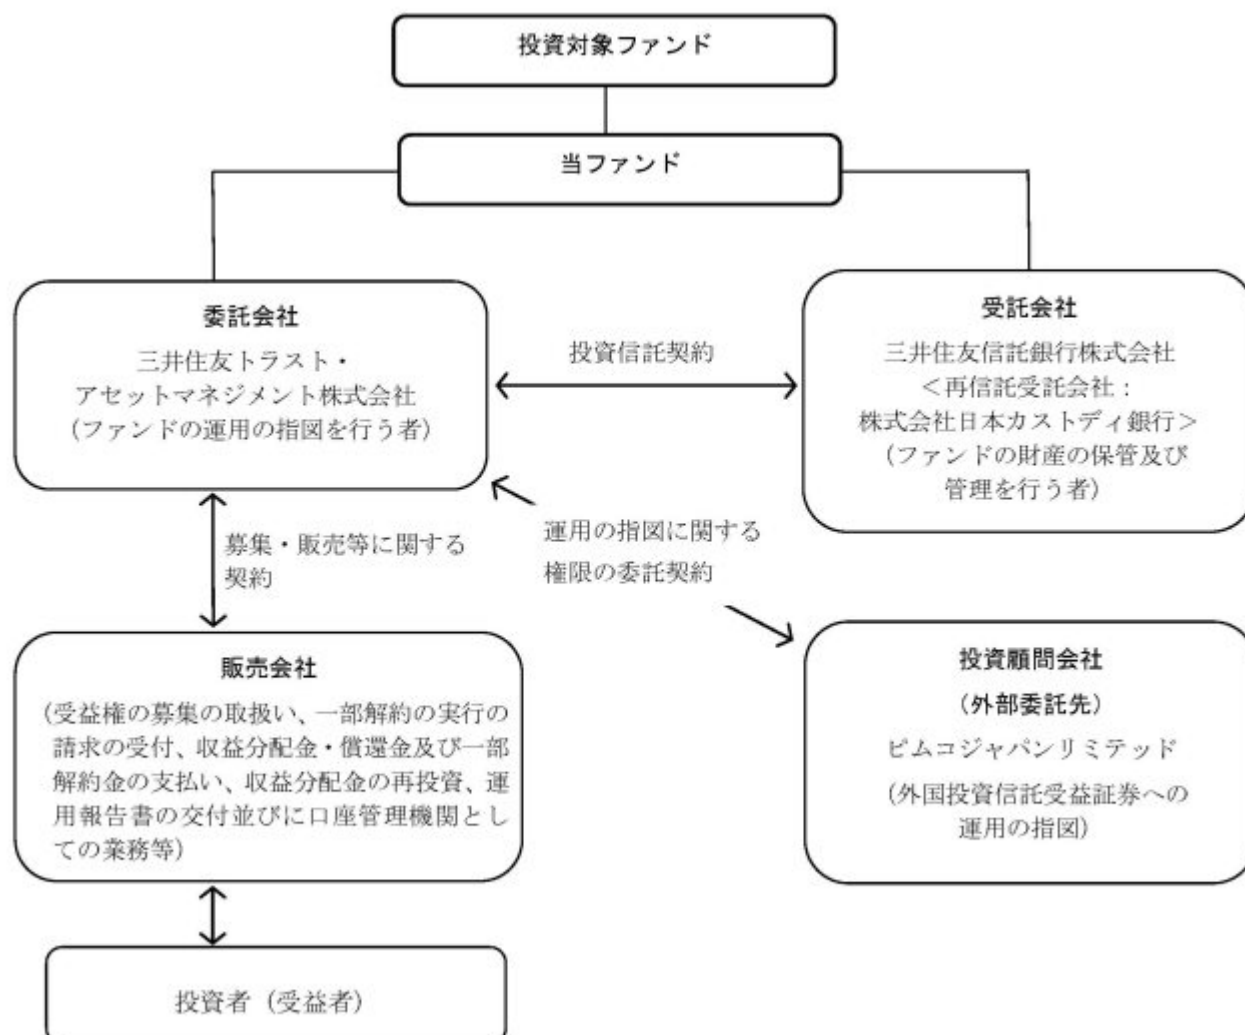 投資対象ファンド
当ファンド
委託会社
三井住友トラスト・
アセットマネジメント株式会社
（ファンドの運用の指図を行う者）
投資信託契約
受託会社
三井住友信託銀行株式会社
＜再信託受託会社：
株式会社日本カストディ銀行＞
（ファンドの財産の保管及び
管理を行う者）
募集・販売等に関する
契約
運用の指図に関する
権限の委託契約
販売会社
（受益権の募集の取扱い、一部解約の実行の
請求の受付、収益分配金・償還金及び一部
解約金の支払い、収益分配金の再投資、運
用報告書の交付並びに口座管理機関とし
ての業務等）
投資顧問会社
（外部委託先）
ピムコジャパンリミテッド
（外国投資信託受益証券への
運用の指図）
投資者（受益者）